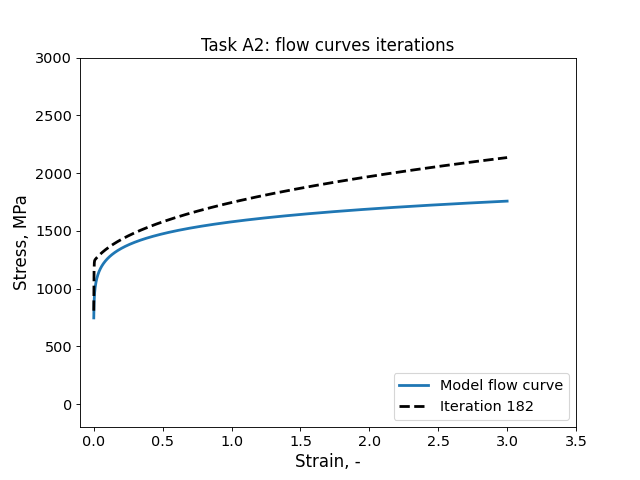 Task A2: flow curves iterations
3000
2500
2000
1500
1000
500
0
Stress, MPa
0.0 0.5 1.0 1.5 2.0 2.5 3.0 3.5
Strain, -
Model flow curve
Iteration 182